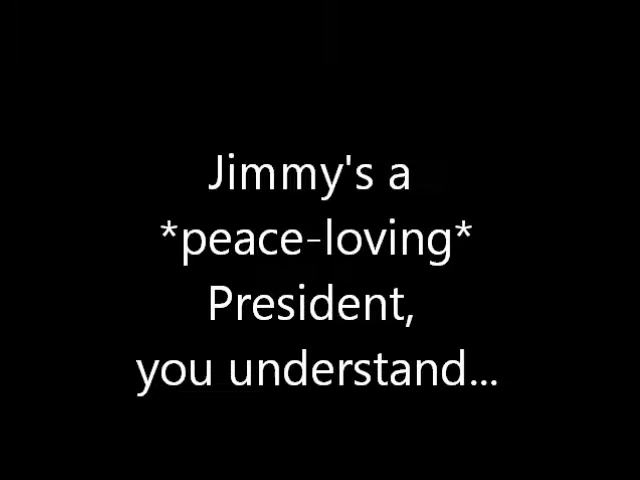 Jimmy's a
*peace-loving*
President,
you understand...